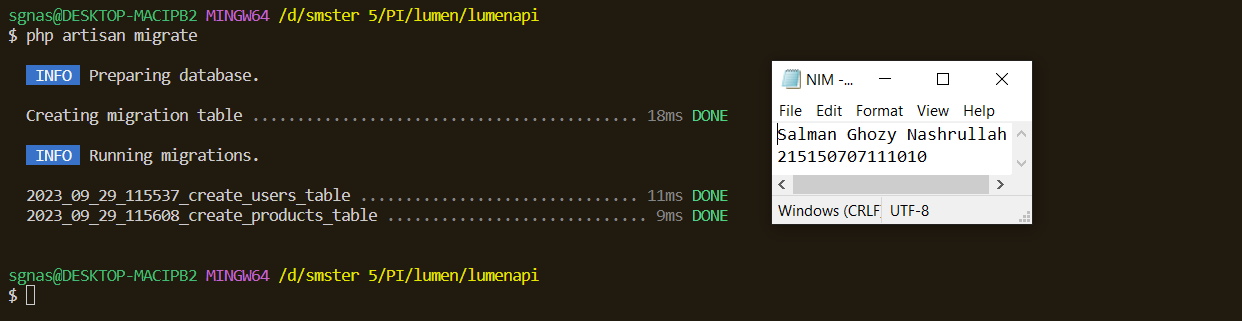 sgnas@DESKTOP-MACIPB2 MINGW64 /d/smster 5/PI/lumen/lumenapi
$ php artisan migrate
INFO Preparing database.
Creating migration table ........................................... 18ms DONE
INFO Running migrations.
2023_09_29_115537_create_users_table ............................... 11ms DONE
2023_09_29_115608_create_products_table ............................. 9ms DONE
sgnas@DESKTOP-MACIPB2 MINGW64 /d/smster 5/PI/lumen/lumenapi
$
NIM -...
File Edit Format View Help
Salman Ghozy Nashrullah
215150707111010
Windows (CRLF UTF-8